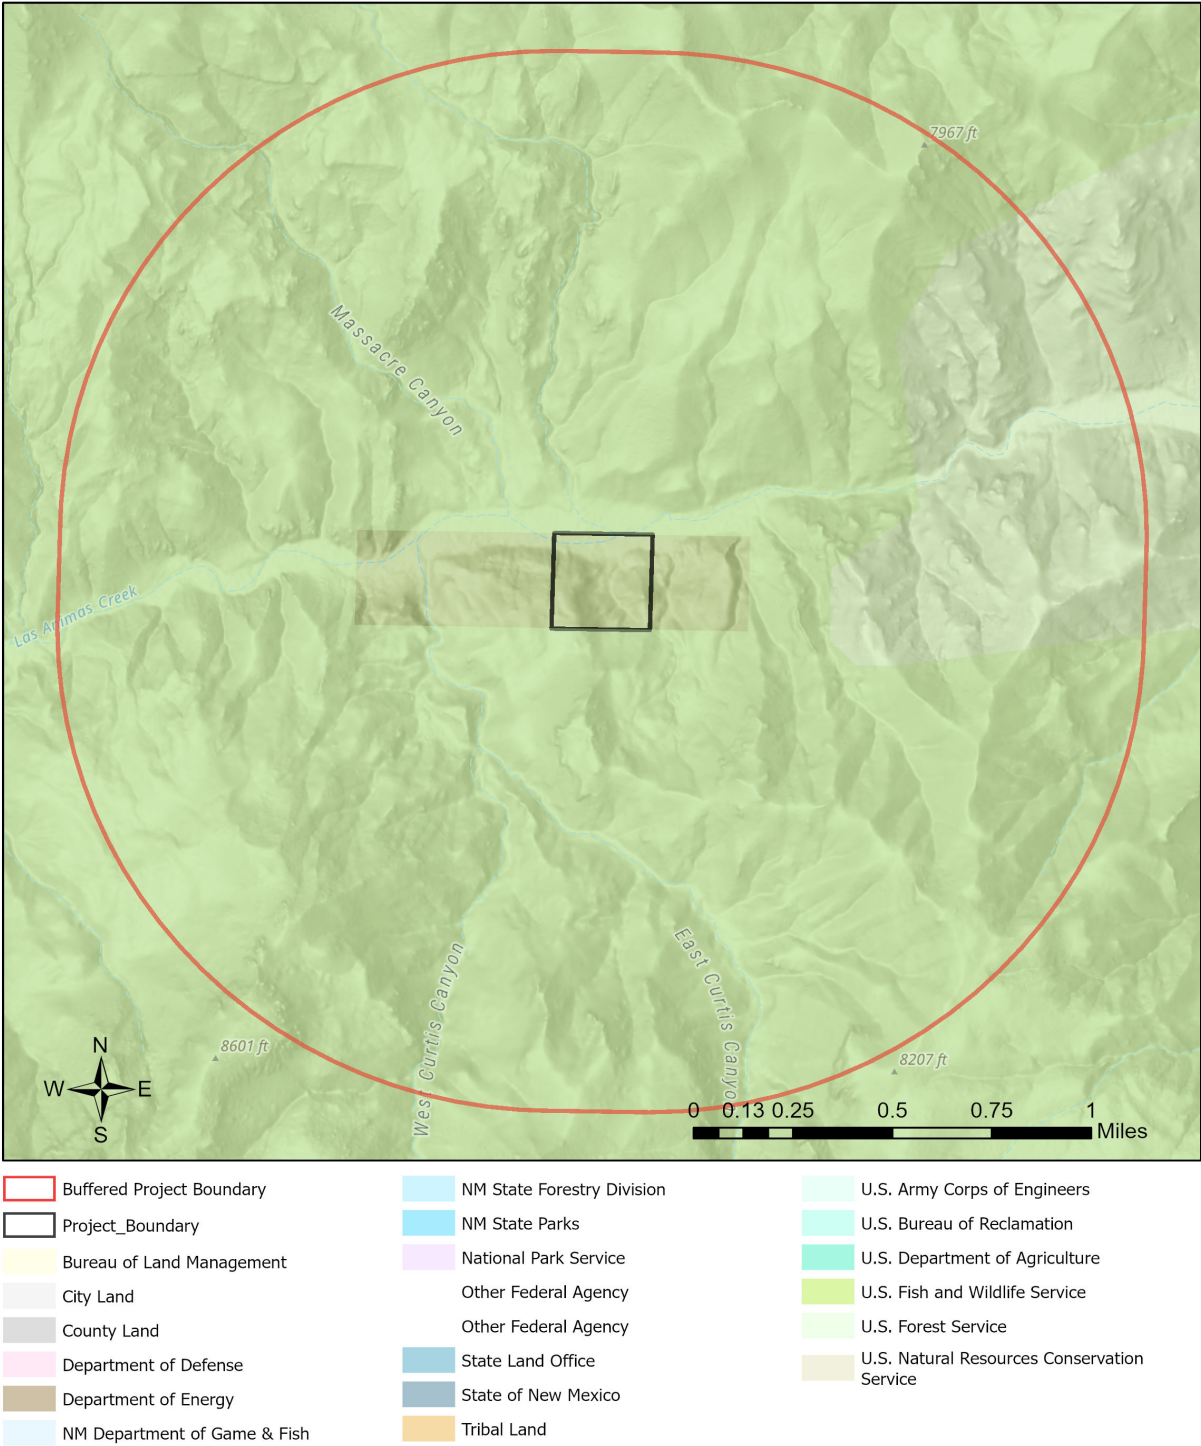 7967 ft
Massacre Canyon
Las Animas Creek
West Curtis Canyon
East Curtis Canyo
8601 ft
8207 ft
N
W E
S
0 0.13 0.25 0.5 0.75 1
Miles
Buffered Project Boundary
Project_Boundary
Bureau of Land Management
City Land
County Land
Department of Defense
Department of Energy
NM Department of Game & Fish
NM State Forestry Division
NM State Parks
National Park Service
Other Federal Agency
Other Federal Agency
State Land Office
State of New Mexico
Tribal Land
U.S. Army Corps of Engineers
U.S. Bureau of Reclamation
U.S. Department of Agriculture
U.S. Fish and Wildlife Service
U.S. Forest Service
U.S. Natural Resources Conservation
Service